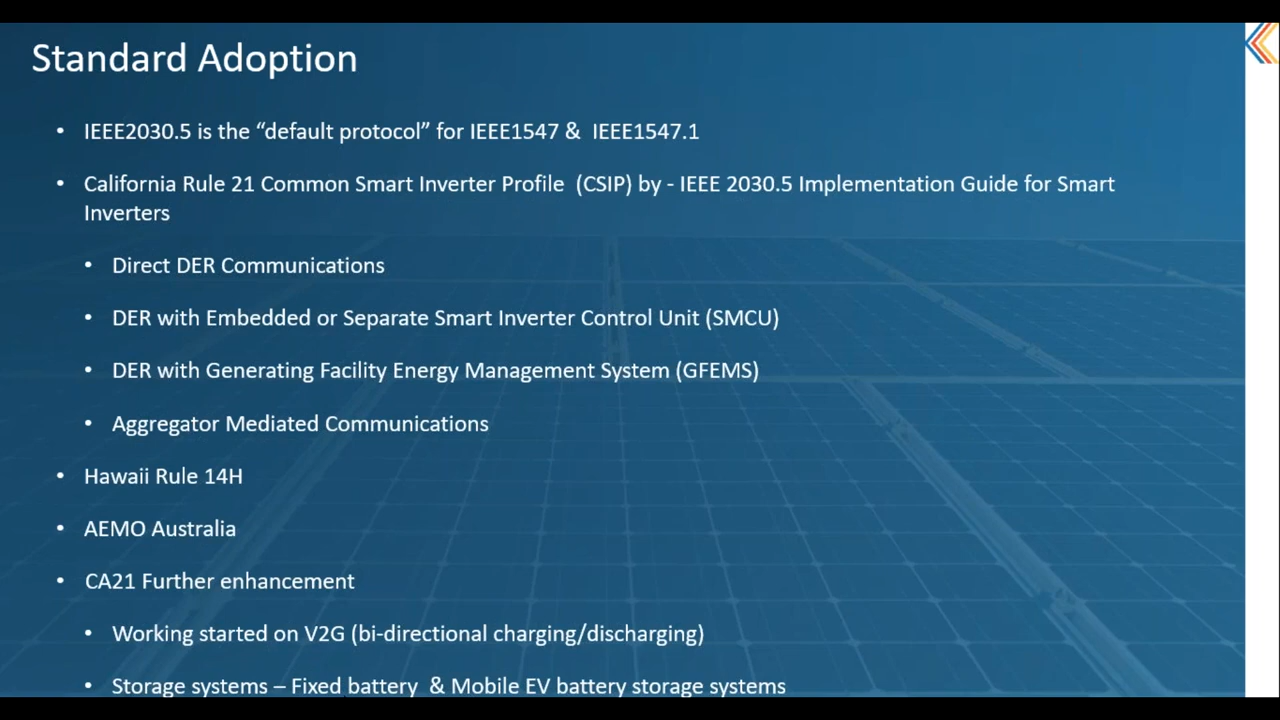 Standard Adoption
• IEEE2030.5 is the “default protocol” for IEEE1547 & IEEE1547.1
• California Rule 21 Common Smart Inverter Profile (CSIP) by - IEEE 2030.5 Implementation Guide for Smart
Inverters
• Direct DER Communications
• DER with Embedded or Separate Smart Inverter Control Unit (SMCU)
• DER with Generating Facility Energy Management System (GFEMS)
• Aggregator Mediated Communications
• Hawaii Rule 14H
• AEMO Australia
• CA21 Further enhancement
• Working started on V2G (bi-directional charging/discharging)
• Storage systems – Fixed battery & Mobile EV battery storage systems